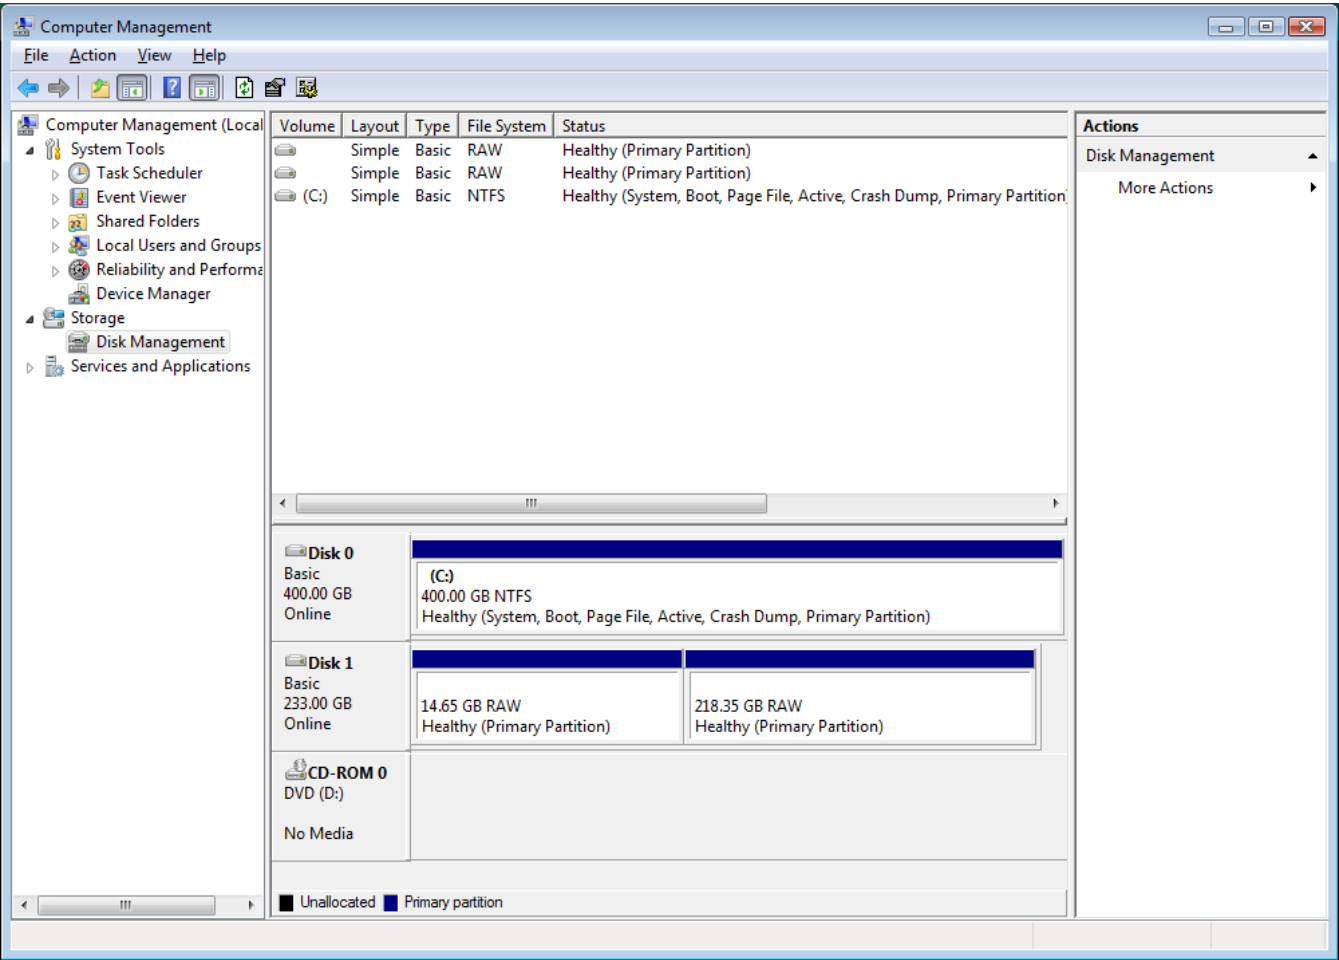 Computer Management
File Action View Help
Computer Management (Local
System Tools
Task Scheduler
Event Viewer
Shared Folders
Local Users and Groups
Reliability and Performa
Device Manager
Storage
Disk Management
Services and Applications
Volume Layout Type File System Status
Simple Basic RAW Healthy (Primary Partition)
Simple Basic RAW Healthy (Primary Partition)
(C:) Simple Basic NTFS Healthy (System, Boot, Page File, Active, Crash Dump, Primary Partition)
Disk 0
Basic
400.00 GB
Online
(C:)
400.00 GB NTFS
Healthy (System, Boot, Page File, Active, Crash Dump, Primary Partition)
Disk 1
Basic
233.00 GB
Online
14.65 GB RAW
Healthy (Primary Partition)
218.35 GB RAW
Healthy (Primary Partition)
CD-ROM 0
DVD (D:)
No Media
Unallocated Primary partition
Actions
Disk Management
More Actions